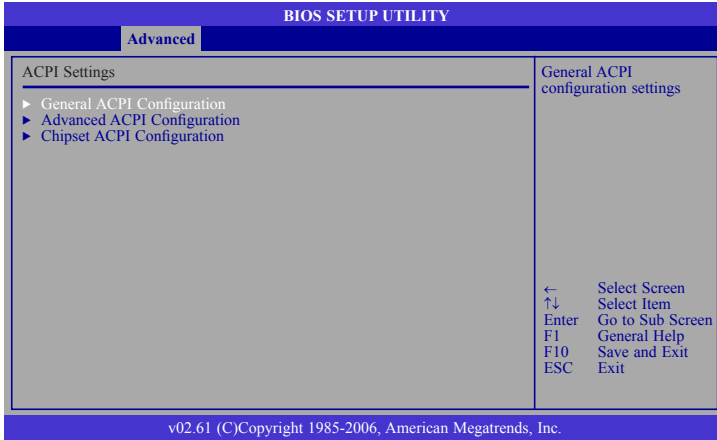 BIOS SETUP UTILITY
Advanced
ACPI Settings
► General ACPI Configuration
► Advanced ACPI Configuration
► Chipset ACPI Configuration
General ACPI
configuration settings
← Select Screen
↑↓ Select Item
Enter Go to Sub Screen
F1 General Help
F10 Save and Exit
ESC Exit
v02.61 (C)Copyright 1985-2006, American Megatrends, Inc.